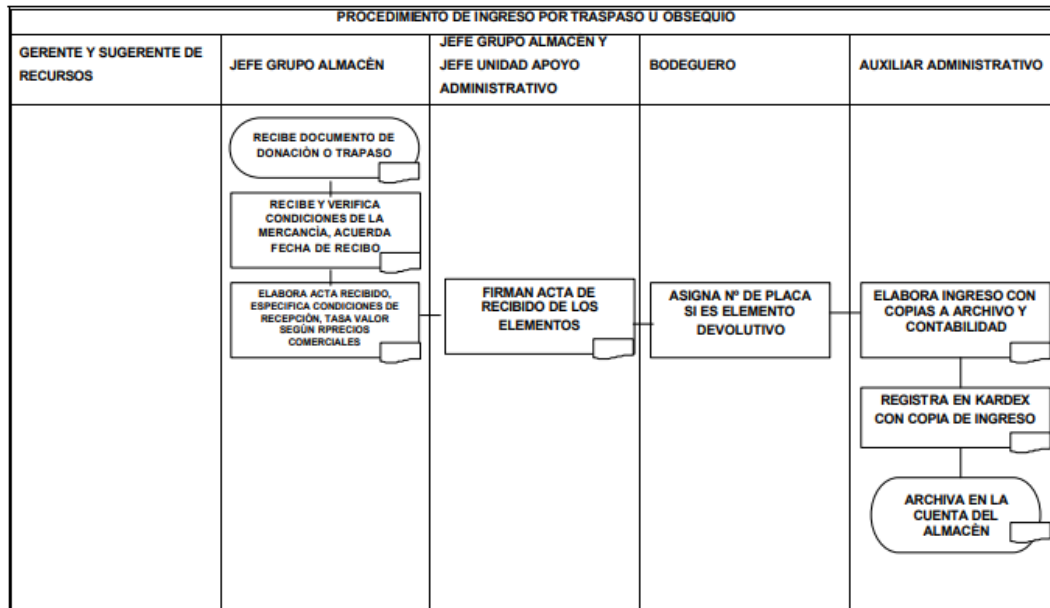 PROCEDIMIENTO DE INGRESO POR TRASPASO U OBSEQUIO
GERENTE Y SUGERENTE DE
RECURSOS
JEFE GRUPO ALMACÈN
JEFE GRUPO ALMACÈN Y
JEFE UNIDAD APOYO
ADMINISTRATIVO
BODEGUERO
AUXILIAR ADMINISTRATIVO
RECIBE DOCUMENTO DE
DONACIÒN O TRAPASO
RECIBE Y VERIFICA
CONDICIONES DE LA
MERCANCÌA, ACUERDA
FECHA DE RECIBO
ELABORA ACTA RECIBIDO,
ESPECIFICA CONDICIONES DE
RECEPCIÒN, TASA VALOR
SEGÙN RPRECIOS
COMERCIALES
FIRMAN ACTA DE
RECIBIDO DE LOS
ELEMENTOS
ASIGNA Nº DE PLACA
SI ES ELEMENTO
DEVOLUTIVO
ELABORA INGRESO CON
COPIAS A ARCHIVO Y
CONTABILIDAD
REGISTRA EN KARDEX
CON COPIA DE INGRESO
ARCHIVA EN LA
CUENTA DEL
ALMACÈN